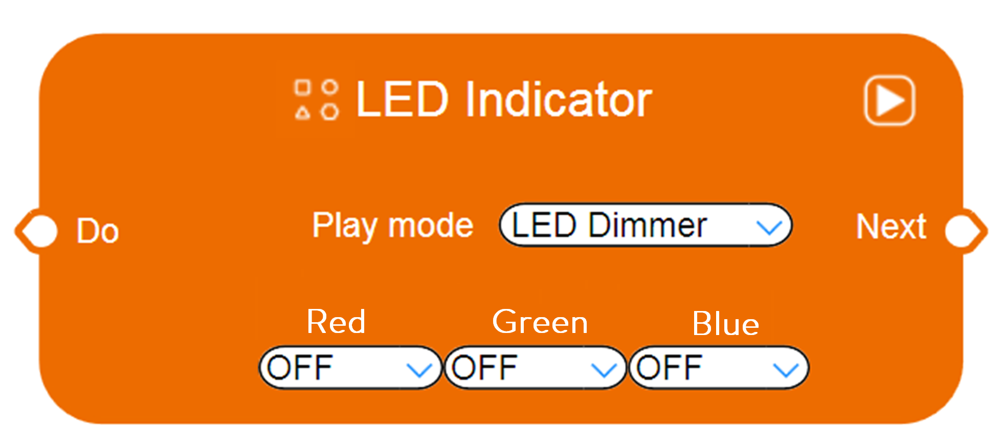 LED Indicator
Do Play mode LED Dimmer Next
Red Green Blue
OFF OFF OFF